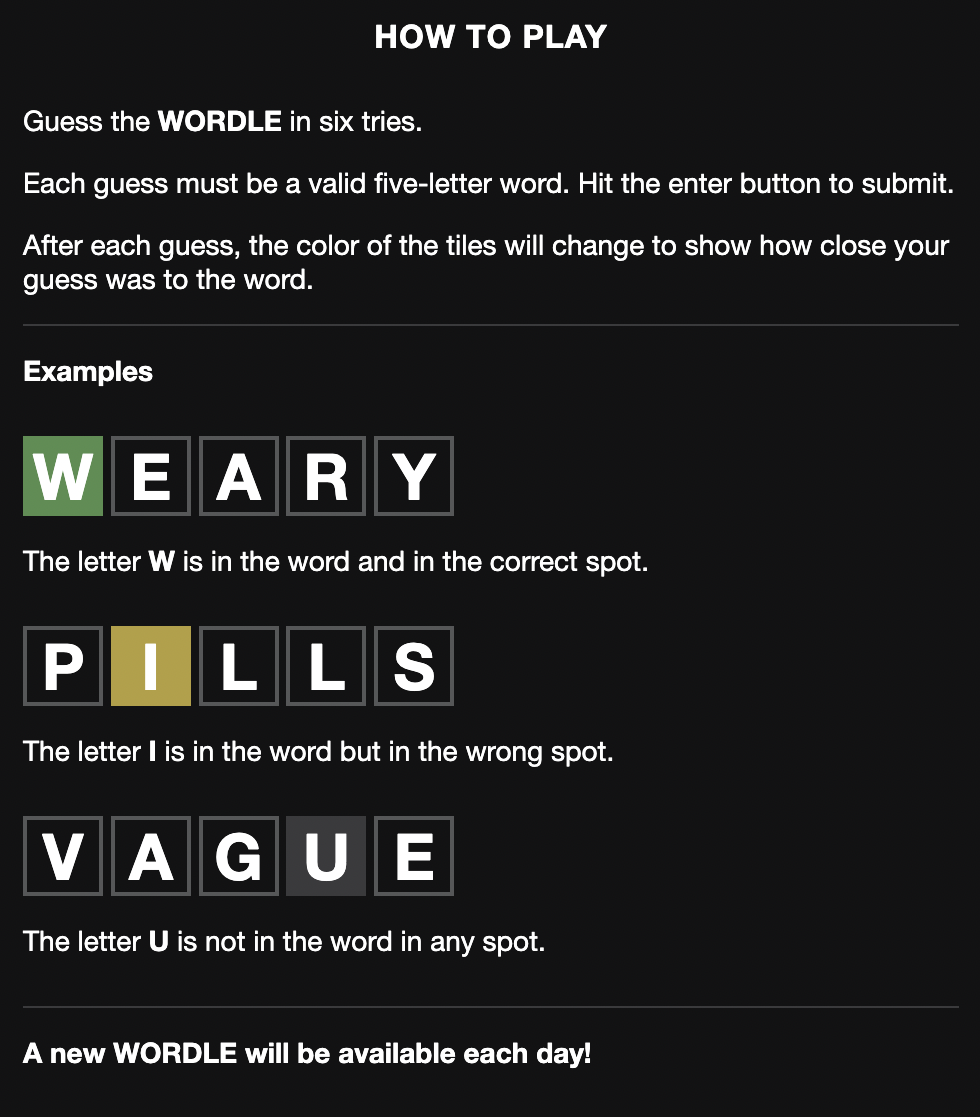 HOW TO PLAY
Guess the WORDLE in six tries.
Each guess must be a valid five-letter word. Hit the enter button to submit.
After each guess, the color of the tiles will change to show how close your
guess was to the word.
Examples
WEARY
The letter W is in the word and in the correct spot.
PILLS
The letter I is in the word but in the wrong spot.
VAGUE
The letter U is not in the word in any spot.
A new WORDLE will be available each day!